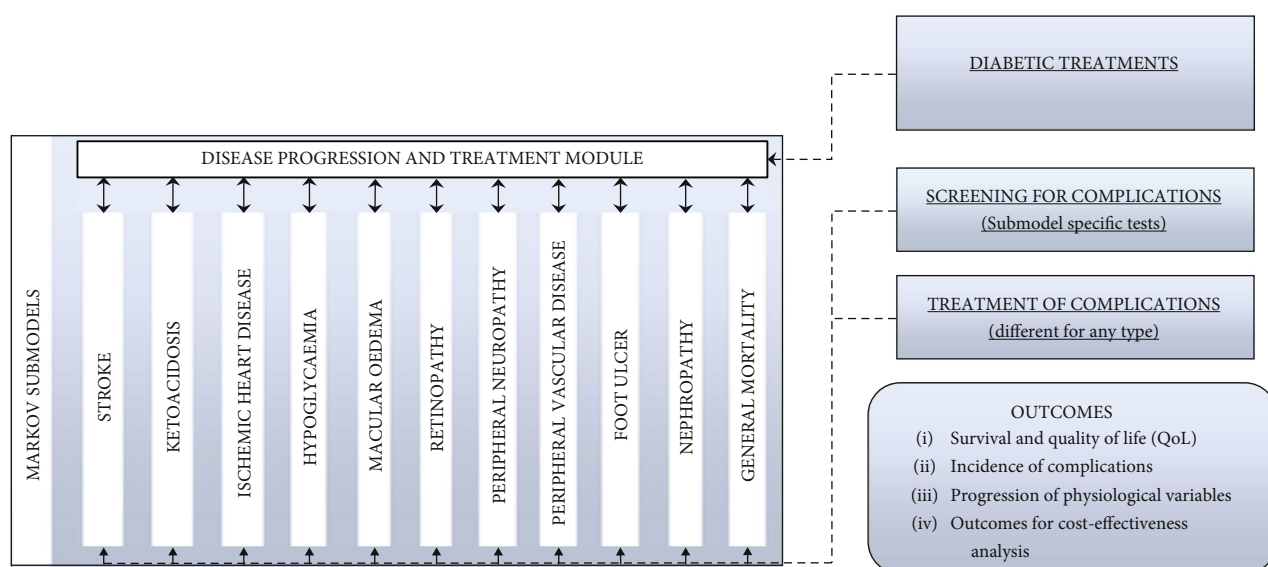 MARKOV SUBMODELS
DISEASE PROGRESSION AND TREATMENT MODULE
STROKE
KETOACIDOSIS
ISCHEMIC HEART DISEASE
HYPOGLYCAEMIA
MACULAR OEDEMA
RETINOPATHY
PERIPHERAL NEUROPATHY
PERIPHERAL VASCULAR DISEASE
FOOT ULCER
NEPHROPATHY
GENERAL MORTALITY
DIABETIC TREATMENTS
SCREENING FOR COMPLICATIONS
(Submodel specific tests)
TREATMENT OF COMPLICATIONS
(different for any type)
OUTCOMES
(i) Survival and quality of life (QoL)
(ii) Incidence of complications
(iii) Progression of physiological variables
(iv) Outcomes for cost-effectiveness
analysis